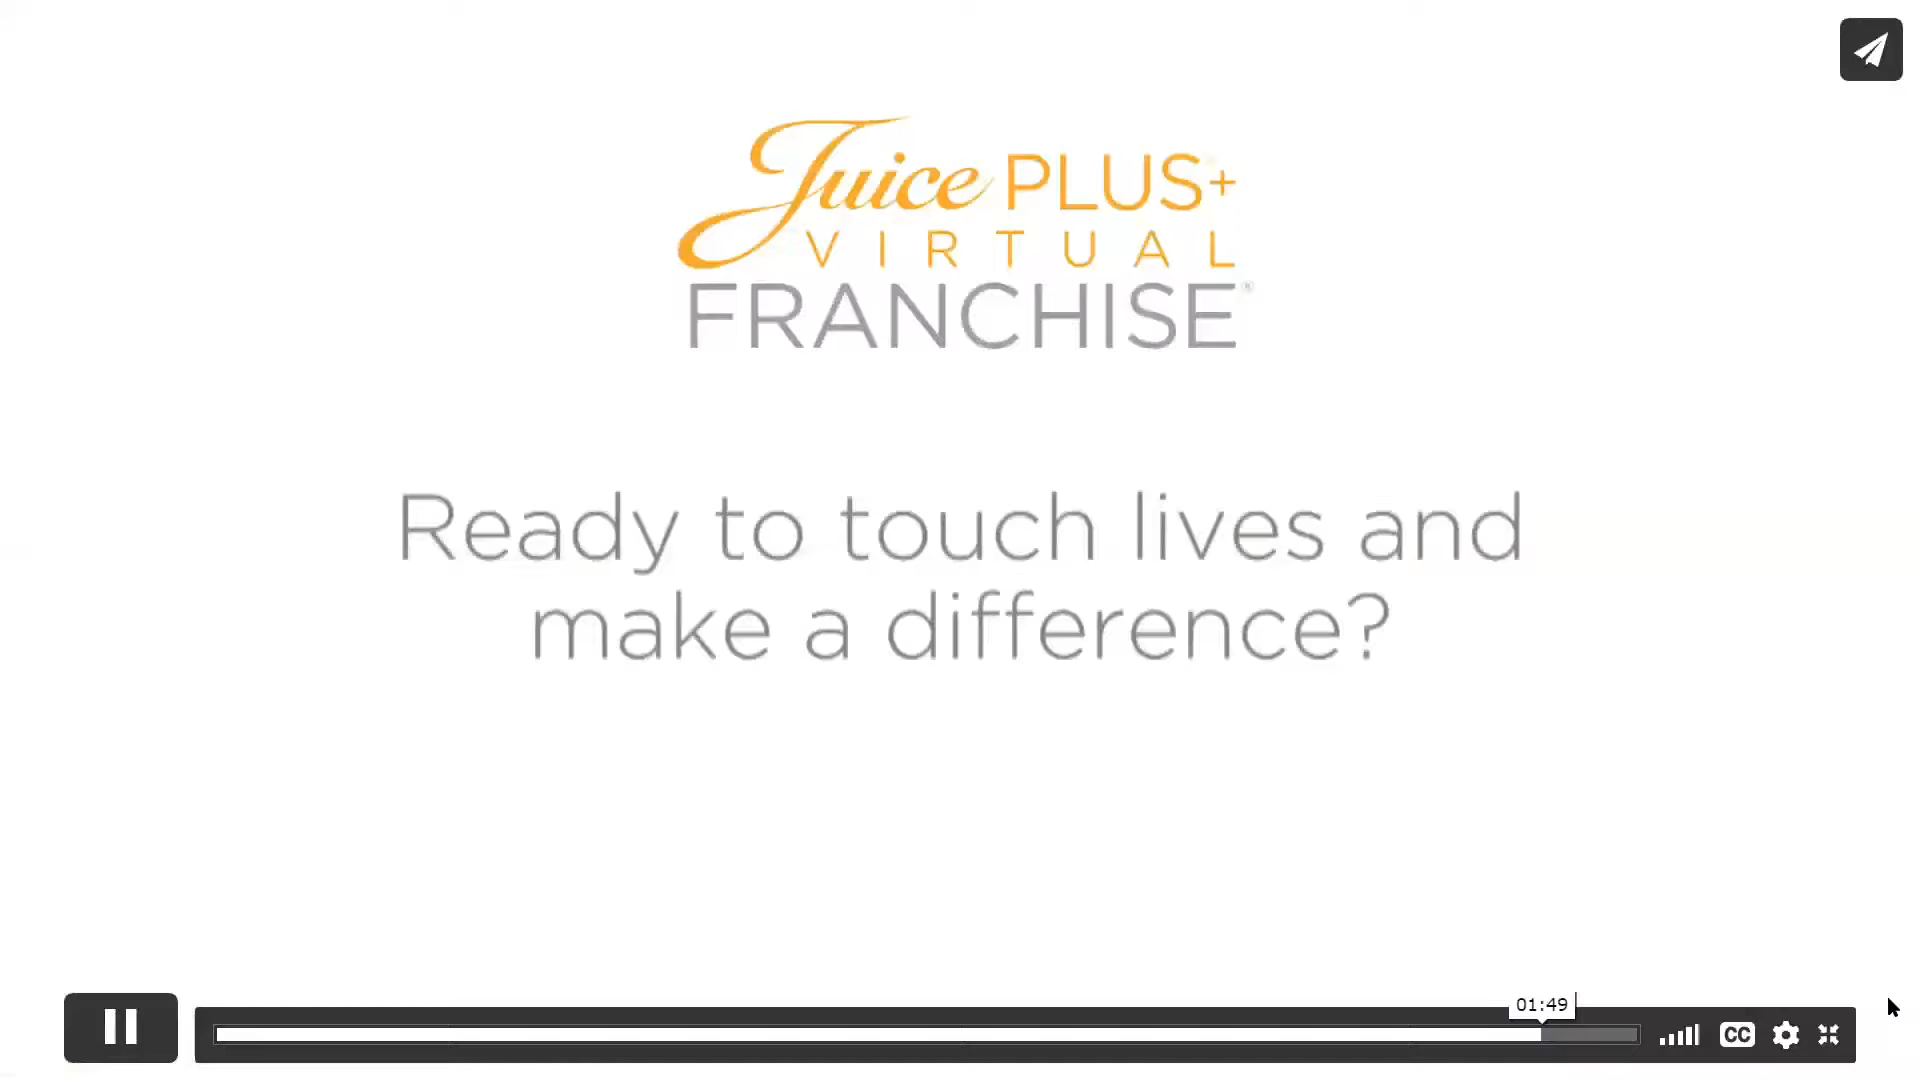 Juice PLUS+
VIRTUAL
FRANCHISE®
Ready to touch lives and
make a difference?
01:49
CC